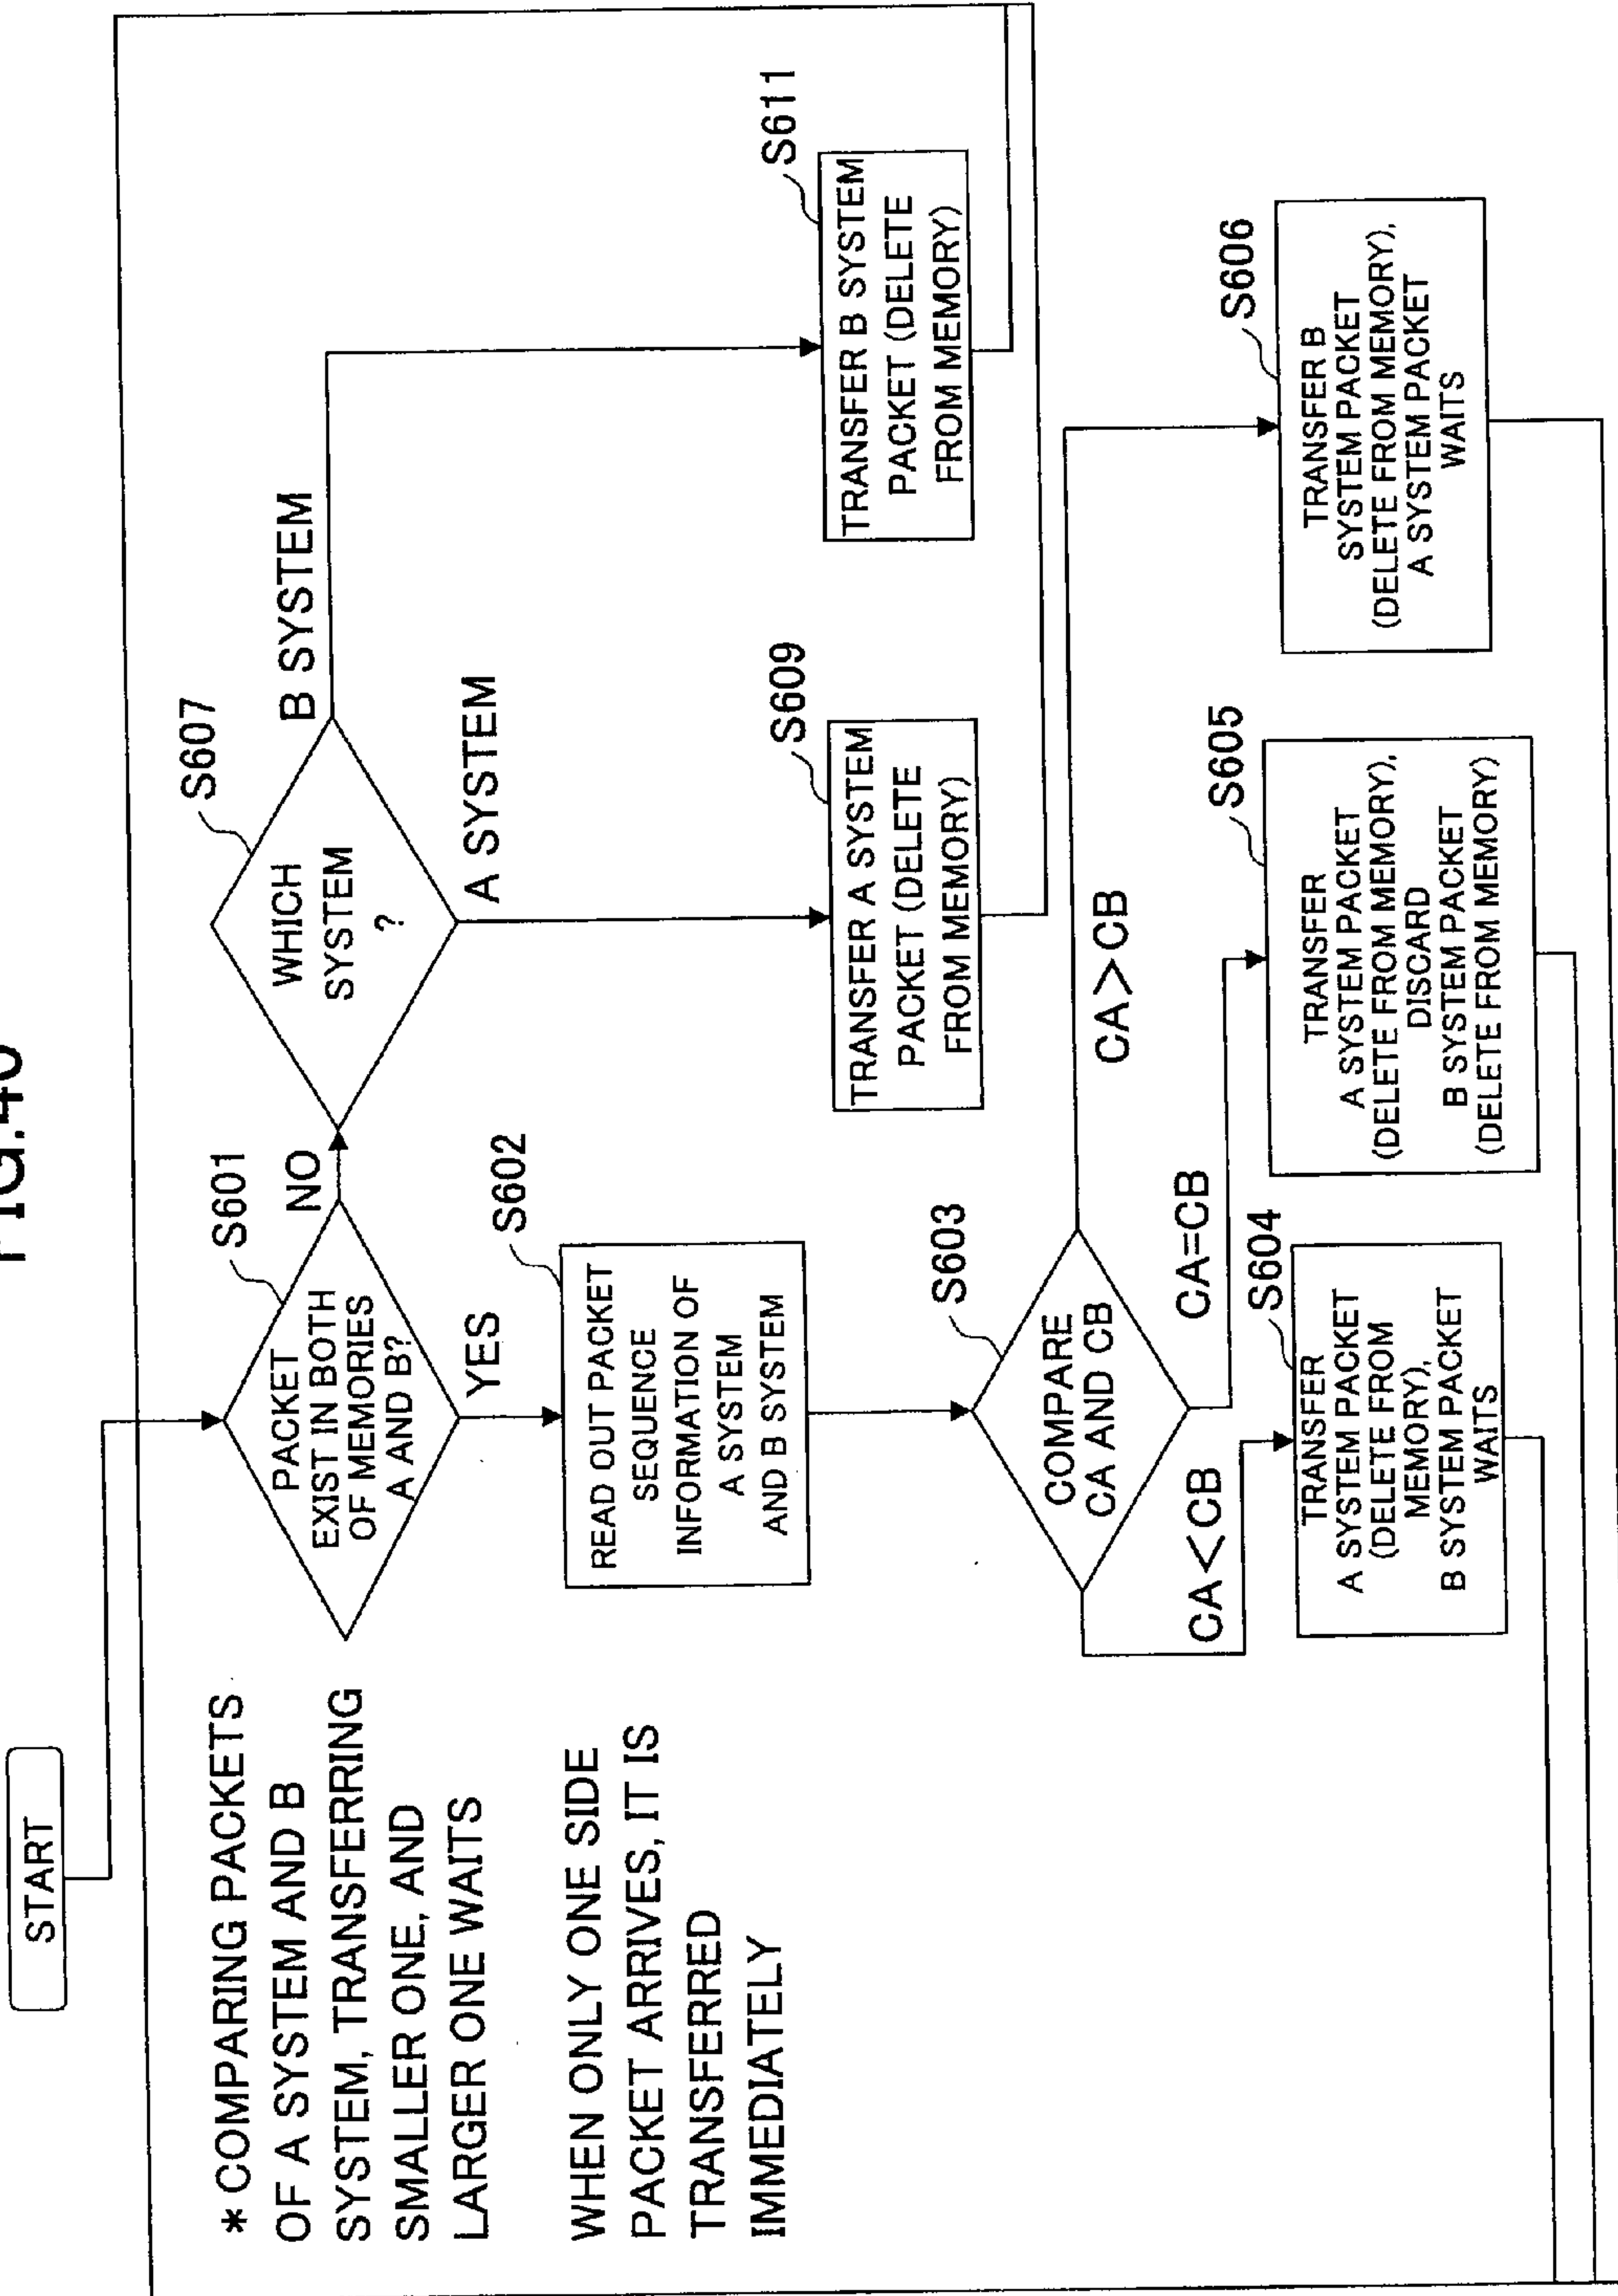 START
* COMPARING PACKETS
OF A SYSTEM AND B
SYSTEM, TRANSFERRING
SMALLER ONE, AND
LARGER ONE WAITS
WHEN ONLY ONE SIDE
PACKET ARRIVES, IT IS
TRANSFERRED
IMMEDIATELY
S601
PACKET
EXIST IN BOTH
OF MEMORIES
A AND B?
NO
YES
S607
WHICH
SYSTEM
?
B SYSTEM
A SYSTEM
S602
READ OUT PACKET
SEQUENCE
INFORMATION OF
A SYSTEM
AND B SYSTEM
S609
TRANSFER A SYSTEM
PACKET (DELETE
FROM MEMORY)
S611
TRANSFER B SYSTEM
PACKET (DELETE
FROM MEMORY)
S603
COMPARE
CA AND CB
CA<CB
CA=CB
CA>CB
S604
TRANSFER
A SYSTEM PACKET
(DELETE FROM
MEMORY),
B SYSTEM PACKET
WAITS
S605
TRANSFER
A SYSTEM PACKET
(DELETE FROM MEMORY),
DISCARD
B SYSTEM PACKET
(DELETE FROM MEMORY)
S606
TRANSFER B
SYSTEM PACKET
(DELETE FROM MEMORY),
A SYSTEM PACKET
WAITS